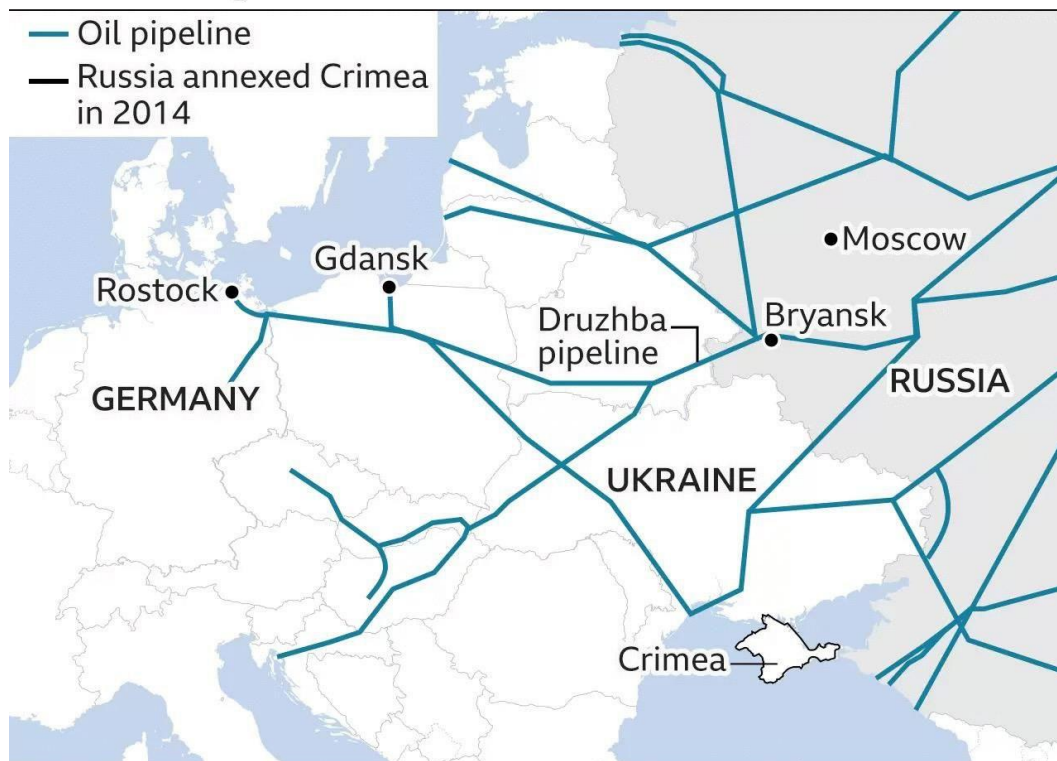 Oil pipeline
Russia annexed Crimea
in 2014
Moscow
Gdansk
Rostock
Druzhba
pipeline
Bryansk
GERMANY
RUSSIA
UKRAINE
Crimea